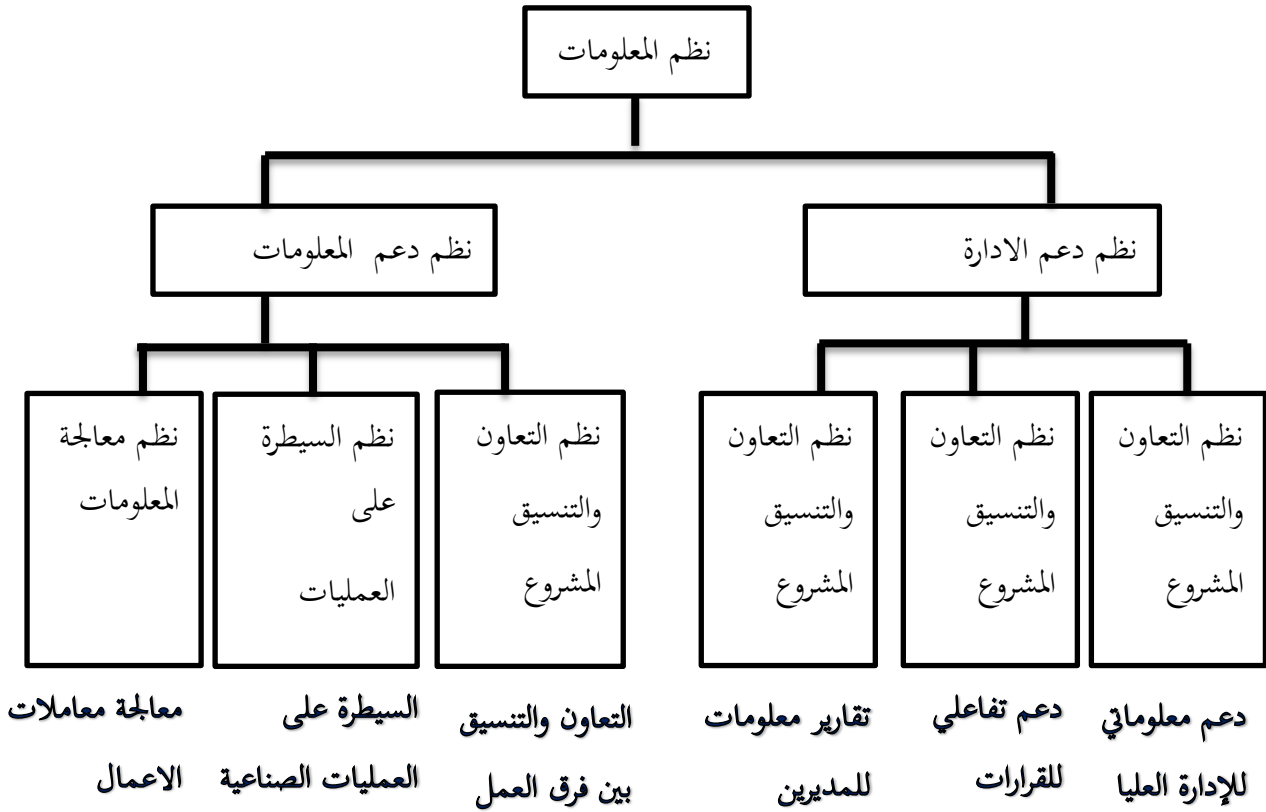 نظم المعلومات
نظم دعم الادارة
نظم دعم المعلومات
نظم التعاون
والتنسيق
المشروع
نظم التعاون
والتنسيق
المشروع
نظم التعاون
والتنسيق
المشروع
نظم التعاون
والتنسيق
المشروع
نظم السيطرة
على
العمليات
نظم معالجة
المعلومات
دعم معلوماتي
للإدارة العليا
دعم تفاعلي
للقرارات
تقارير معلومات
للمديرين
التعاون والتنسيق
بين فرق العمل
السيطرة على
العمليات الصناعية
معالجة معاملات
الاعمال